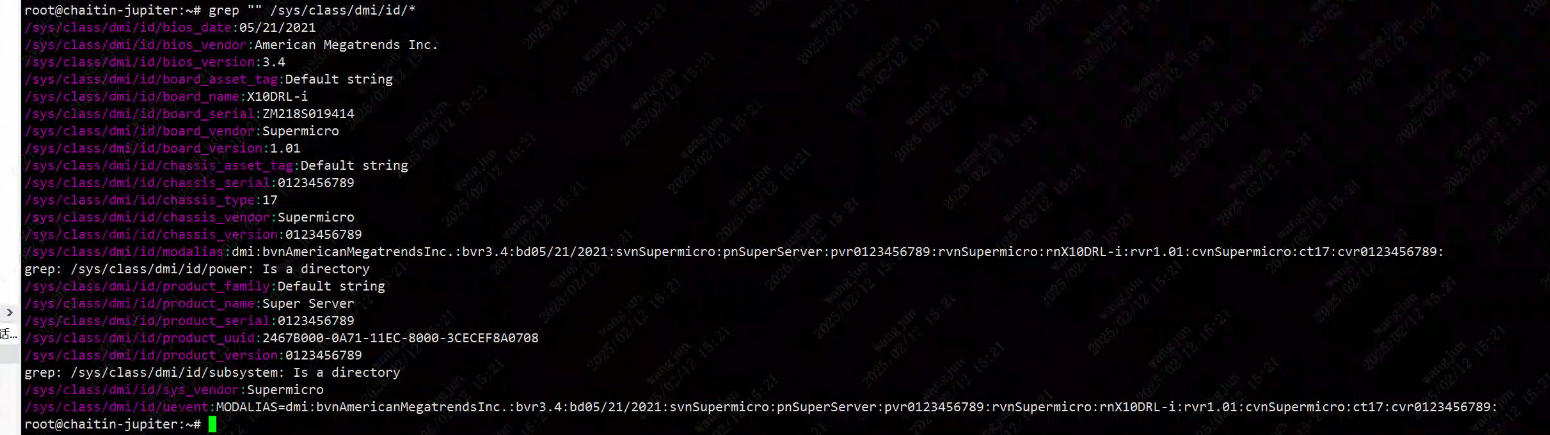 root@chaitin-jupiter:~# grep "" /sys/class/dmi/id/*
/sys/class/dmi/id/bios_date:05/21/2021
/sys/class/dmi/id/bios_vendor:American Megatrends Inc.
/sys/class/dmi/id/bios_version:3.4
/sys/class/dmi/id/board_asset_tag:Default string
/sys/class/dmi/id/board_name:X10DRL-i
/sys/class/dmi/id/board_serial:ZM218S019414
/sys/class/dmi/id/board_vendor:Supermicro
/sys/class/dmi/id/board_version:1.01
/sys/class/dmi/id/chassis_asset_tag:Default string
/sys/class/dmi/id/chassis_serial:0123456789
/sys/class/dmi/id/chassis_type:17
/sys/class/dmi/id/chassis_vendor:Supermicro
/sys/class/dmi/id/chassis_version:0123456789
/sys/class/dmi/id/modalias:dmi:bvnAmericanMegatrendsInc.:bvr3.4:bd05/21/2021:svnSupermicro:pnSuperServer:pvr0123456789:rvnSupermicro:rnX10DRL-i:rvr1.01:cvnSupermicro:ct17:cvr0123456789:
grep: /sys/class/dmi/id/power: Is a directory
/sys/class/dmi/id/product_family:Default string
/sys/class/dmi/id/product_name:Super Server
/sys/class/dmi/id/product_serial:0123456789
/sys/class/dmi/id/product_uuid:2467B000-0A71-11EC-8000-3CECEF8A0708
/sys/class/dmi/id/product_version:0123456789
grep: /sys/class/dmi/id/subsystem: Is a directory
/sys/class/dmi/id/sys_vendor:Supermicro
/sys/class/dmi/id/uevent:MODALIAS=dmi:bvnAmericanMegatrendsInc.:bvr3.4:bd05/21/2021:svnSupermicro:pnSuperServer:pvr0123456789:rvnSupermicro:rnX10DRL-i:rvr1.01:cvnSupermicro:ct17:cvr0123456789:
root@chaitin-jupiter:~#
话...
wang.jun
2025/02/12 15:21